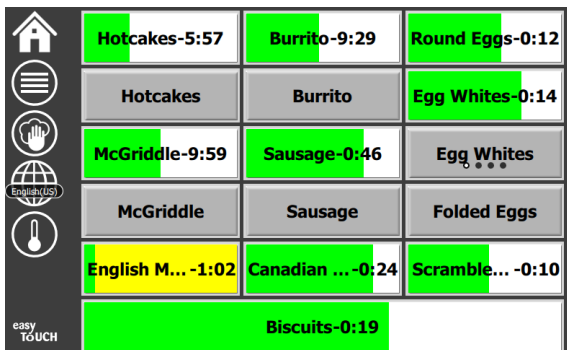 Hotcakes-5:57 Burrito-9:29 Round Eggs-0:12
Hotcakes Burrito Egg Whites-0:14
McGriddle-9:59 Sausage-0:46 Egg Whites
English(US)
McGriddle Sausage Folded Eggs
English M... -1:02 Canadian ...-0:24 Scramble... -0:10
easy TōUCH Biscuits-0:19